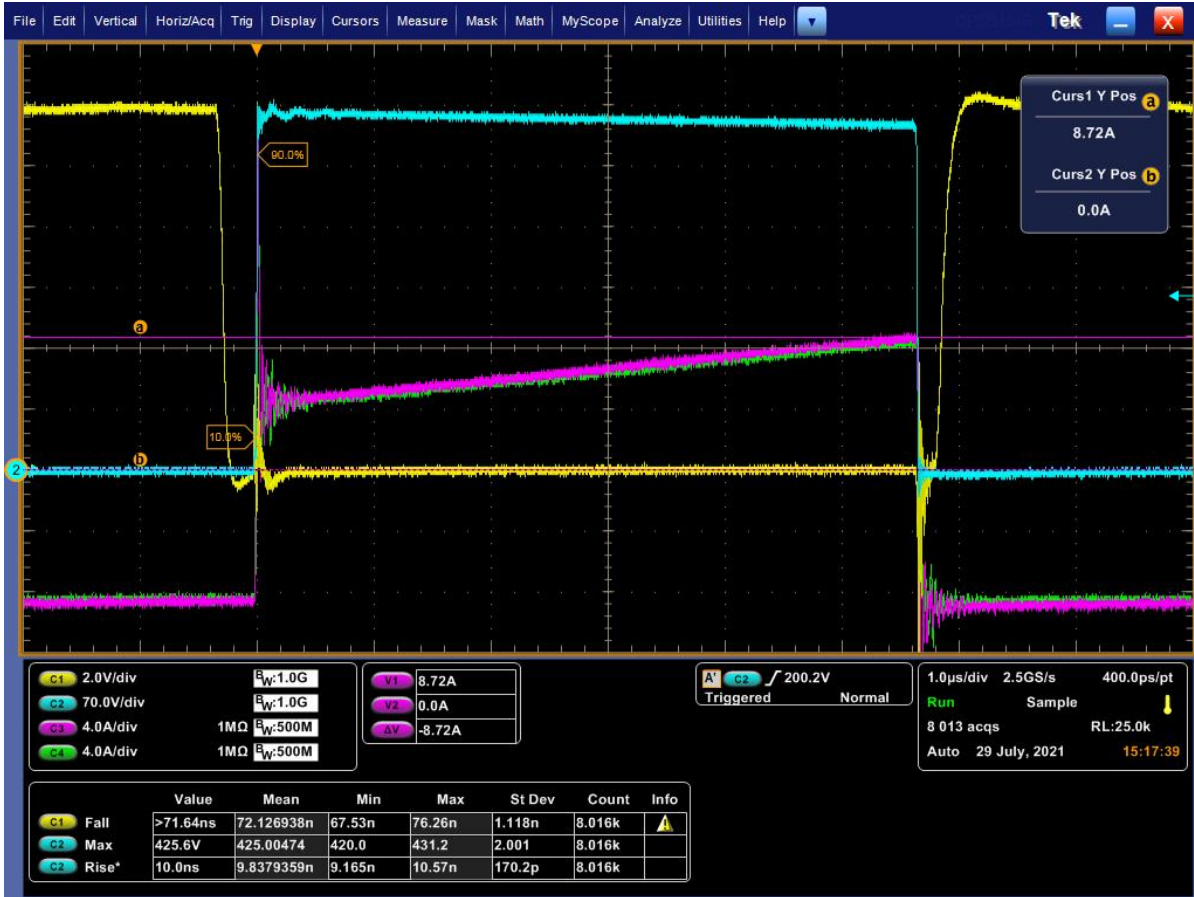 File Edit Vertical Horiz/Acq Trig Display Cursors Measure Mask Math MyScope Analyze Utilities Help Tek X
Curs1 Y Pos a
8.72A
Curs2 Y Pos b
0.0A
90.0%
a
10.0%
b
2
C1 2.0V/div BW:1.0G
C2 70.0V/div BW:1.0G
C3 4.0A/div 1MΩ BW:500M
C4 4.0A/div 1MΩ BW:500M
V1 8.72A
V2 0.0A
ΔV -8.72A
A' C2 200.2V
Triggered Normal
1.0µs/div 2.5GS/s 400.0ps/pt
Run Sample
8 013 acqs RL:25.0k
Auto 29 July, 2021 15:17:39
Value Mean Min Max St Dev Count Info
C1 Fall >71.64ns 72.126938n 67.53n 76.26n 1.118n 8.016k
C2 Max 425.6V 425.00474 420.0 431.2 2.001 8.016k
C2 Rise* 10.0ns 9.8379359n 9.165n 10.57n 170.2p 8.016k